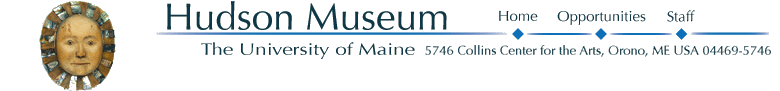 Hudson Museum
Home Opportunities Staff
The University of Maine 5746 Collins Center for the Arts, Orono, ME USA 04469-5746